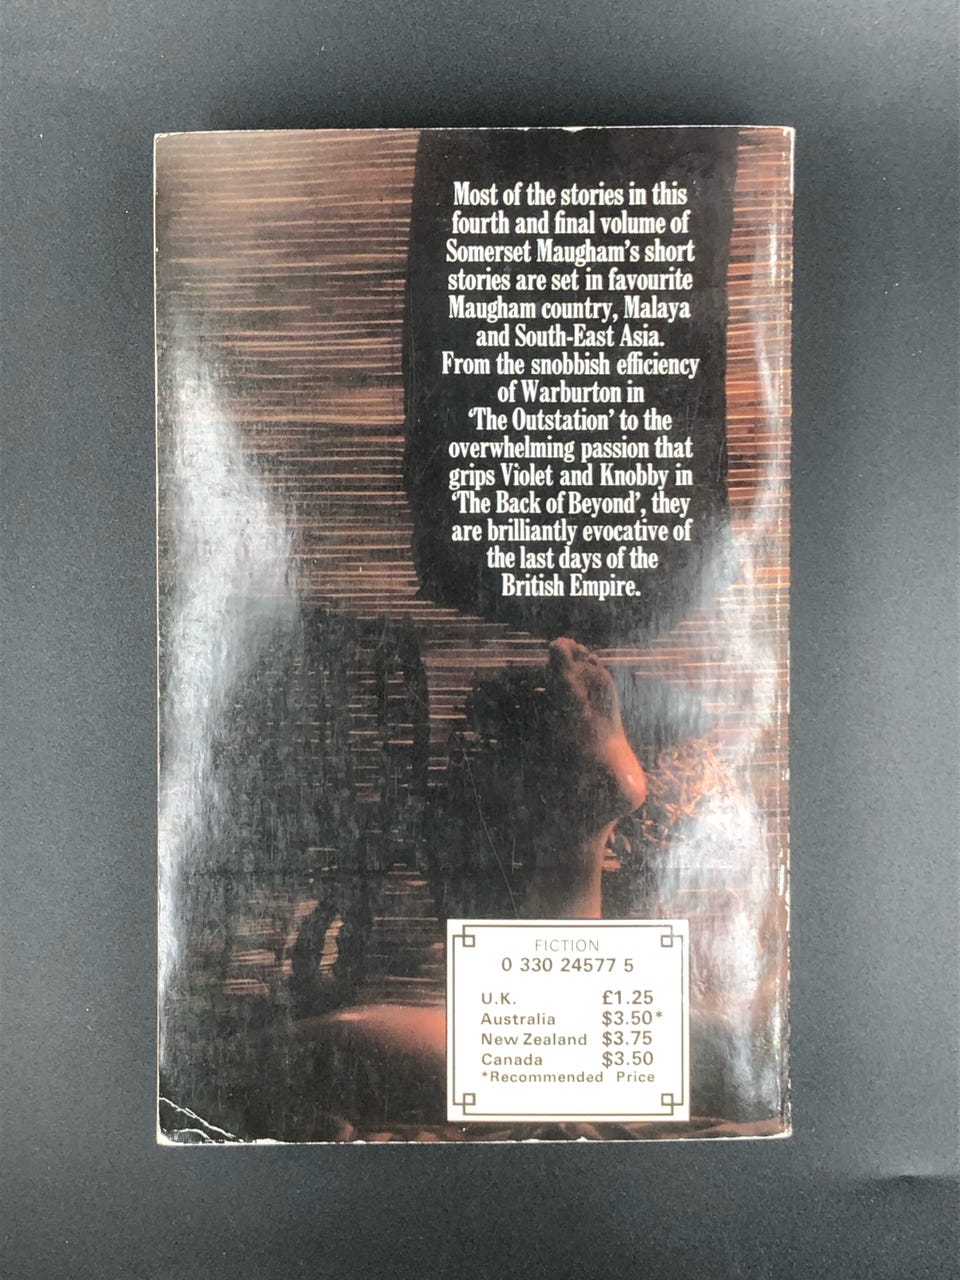 Most of the stories in this
fourth and final volume of
Somerset Maugham's short
stories are set in favourite
Maugham country, Malaya
and South-East Asia.
From the snobbish efficiency
of Warburton in
‘The Outstation’ to the
overwhelming passion that
grips Violet and Knobby in
‘The Back of Beyond’, they
are brilliantly evocative of
the last days of the
British Empire.
FICTION
0 330 24577 5
U.K. £1.25
Australia $3.50*
New Zealand $3.75
Canada $3.50
*Recommended Price